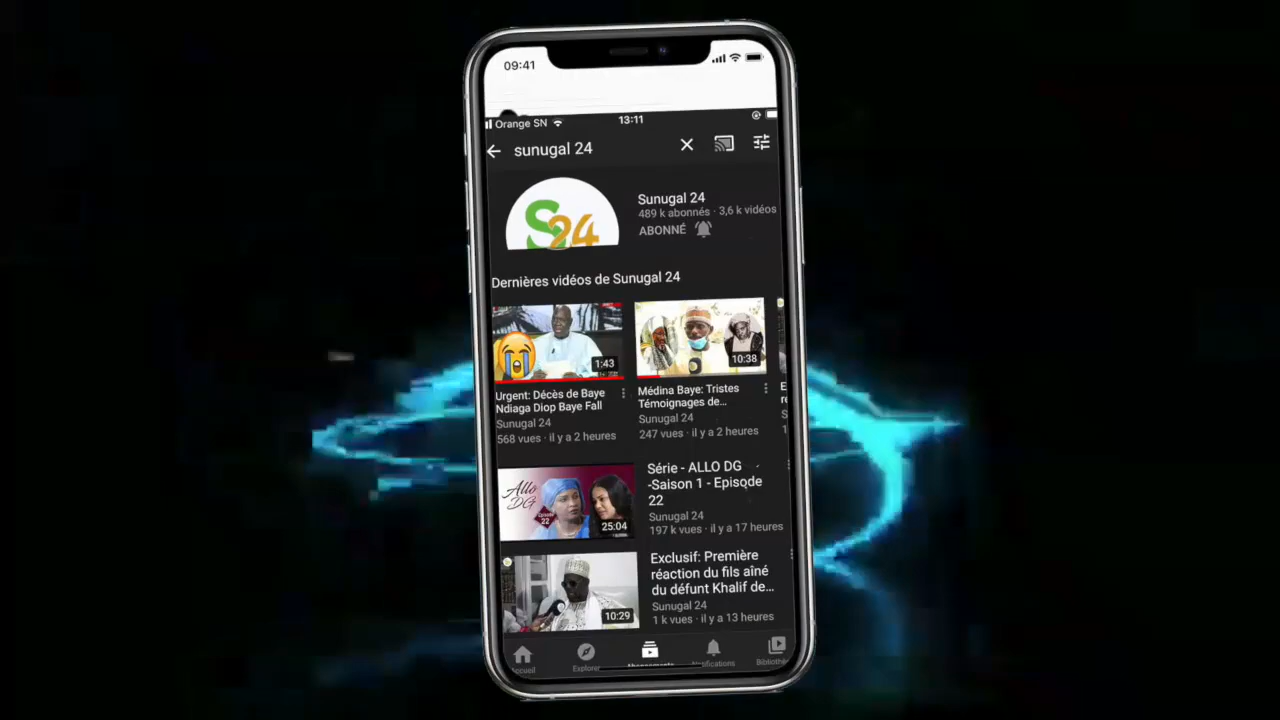 09:41
Orange SN
13:11
sunugal 24
S24
Sunugal 24
489 k abonnés · 3,6 k vidéos
ABONNÉ
Dernières vidéos de Sunugal 24
1:43
10:38
Urgent: Décès de Baye
Ndiaga Diop Baye Fall
Sunugal 24
568 vues · il y a 2 heures
Médina Baye: Tristes
Témoignages de...
Sunugal 24
247 vues · il y a 2 heures
Allo
DG
Episode
22
25:04
Série - ALLO DG
-Saison 1 - Episode
22
Sunugal 24
197 k vues · il y a 17 heures
10:29
Exclusif: Première
réaction du fils aîné
du défunt Khalif de...
Sunugal 24
1 k vues · il y a 13 heures
Explorer
Abonnements
Notifications